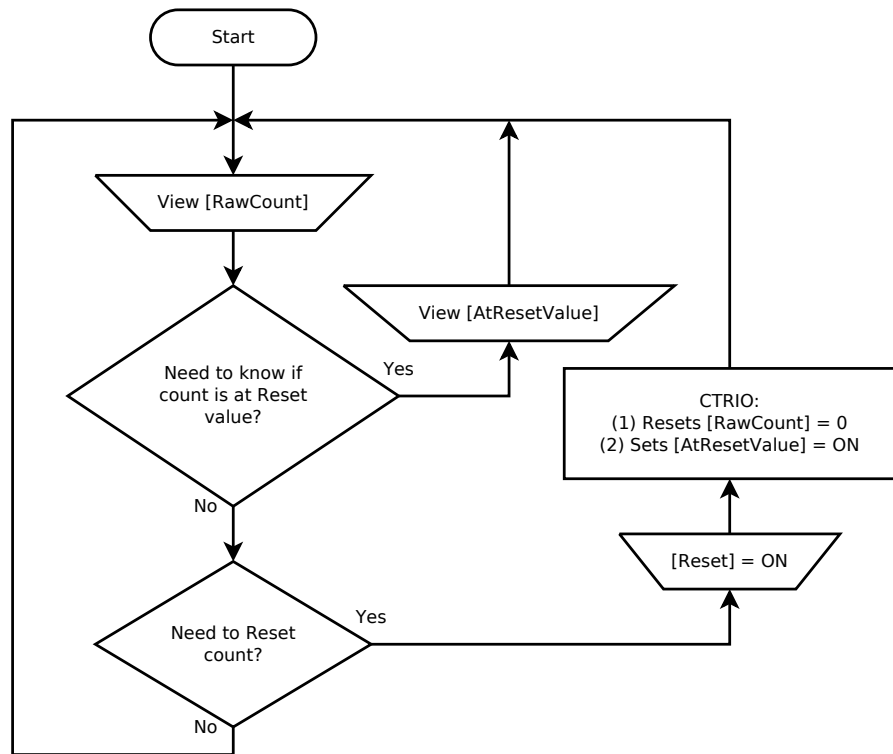 Start
View [RawCount]
View [AtResetValue]
Need to know if
count is at Reset
value?
Yes
CTRIO:
(1) Resets [RawCount] = 0
(2) Sets [AtResetValue] = ON
No
[Reset] = ON
Need to Reset
count?
Yes
No